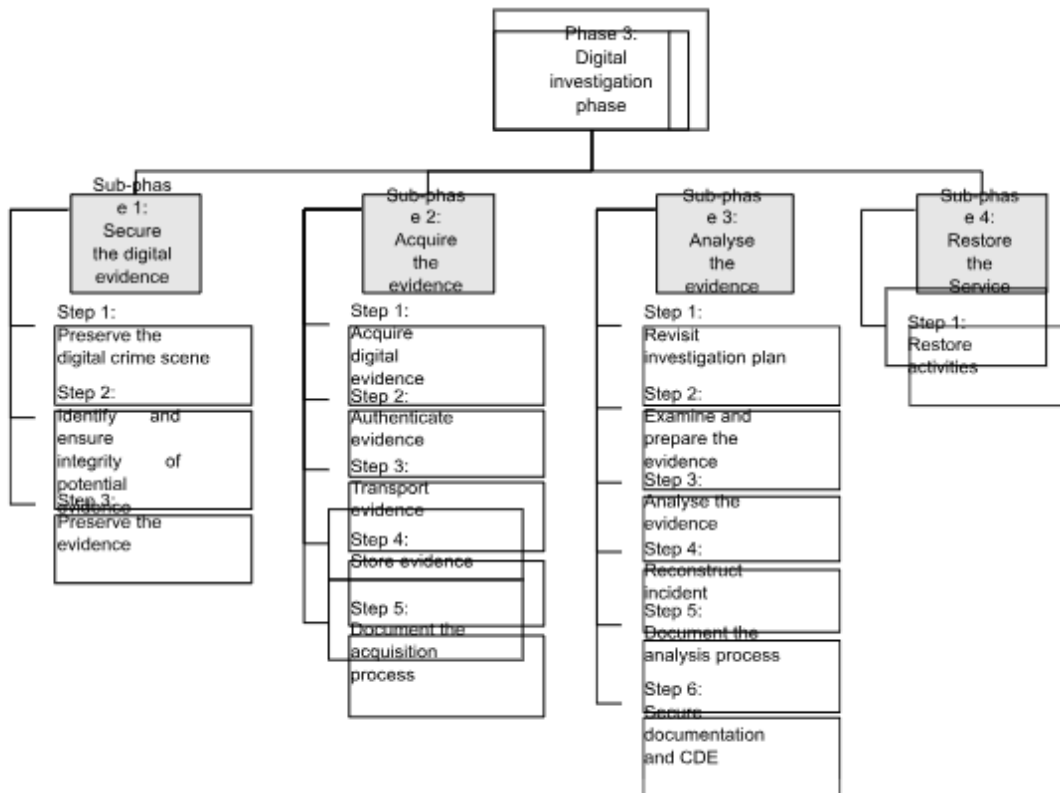 Phase 3:
Digital
investigation
phase
Sub-phas
e 1:
Secure
the digital
evidence
Step 1:
Preserve the
digital crime scene
Step 2:
Identify and
ensure
integrity of
potential
evidence
Step 3:
Preserve the
evidence
Sub-phas
e 2:
Acquire
the
evidence
Step 1:
Acquire
digital
evidence
Step 2:
Authenticate
evidence
Step 3:
Transport
evidence
Step 4:
Store evidence
Step 5:
Document the
acquisition
process
Sub-phas
e 3:
Analyse
the
evidence
Step 1:
Revisit
investigation plan
Step 2:
Examine and
prepare the
evidence
Step 3:
Analyse the
evidence
Step 4:
Reconstruct
incident
Step 5:
Document the
analysis process
Step 6:
Secure
documentation
and CDE
Sub-phas
e 4:
Restore
the
Service
Step 1:
Restore
activities